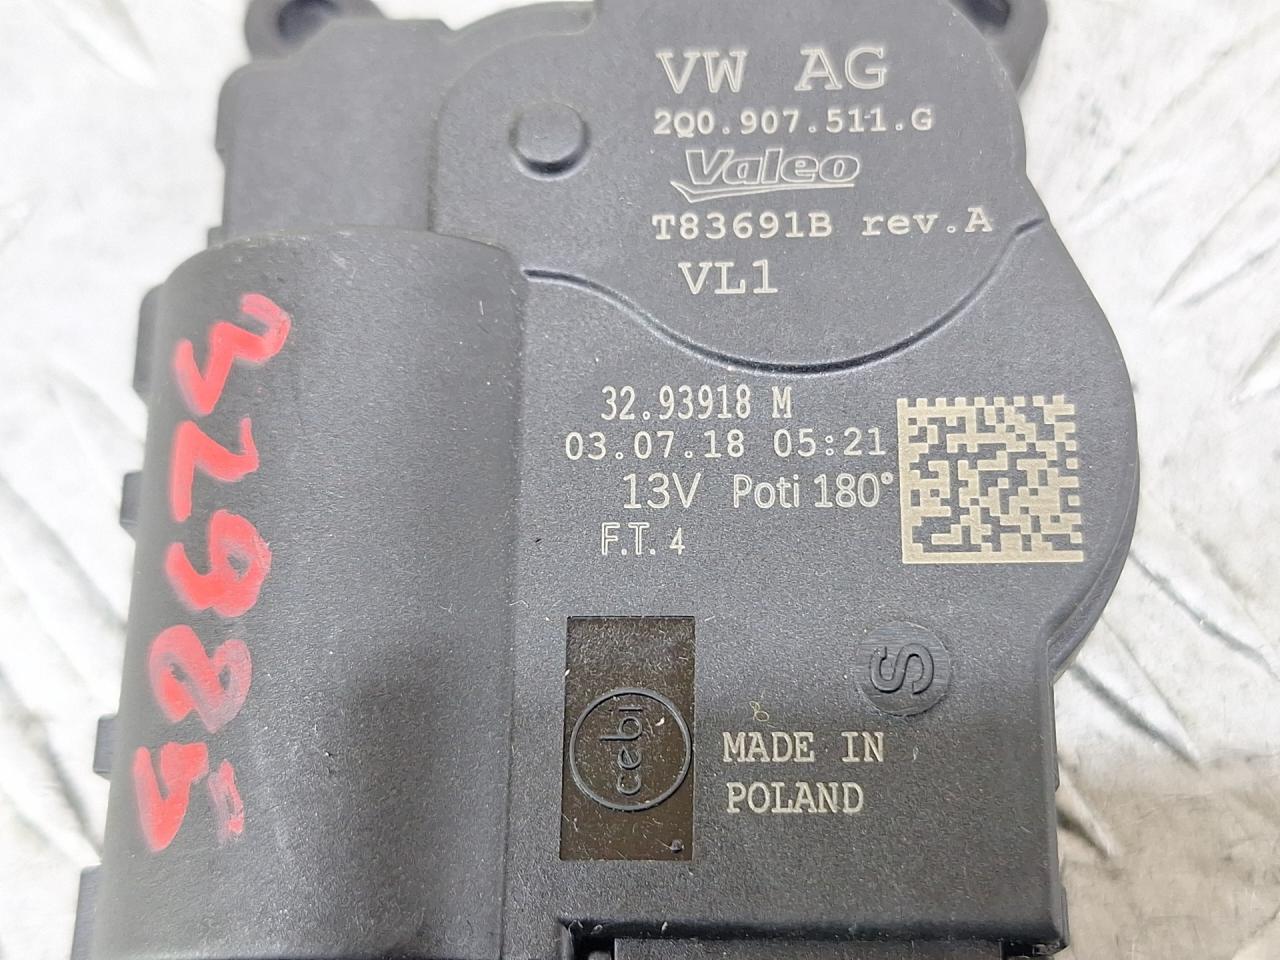 VW AG
2Q0.907.511.G
Valeo
T83691B rev.A
VL1
32.93918 M
03.07.18 05:21
13V Poti 180°
F.T. 4
S
cebi
8
MADE IN
POLAND